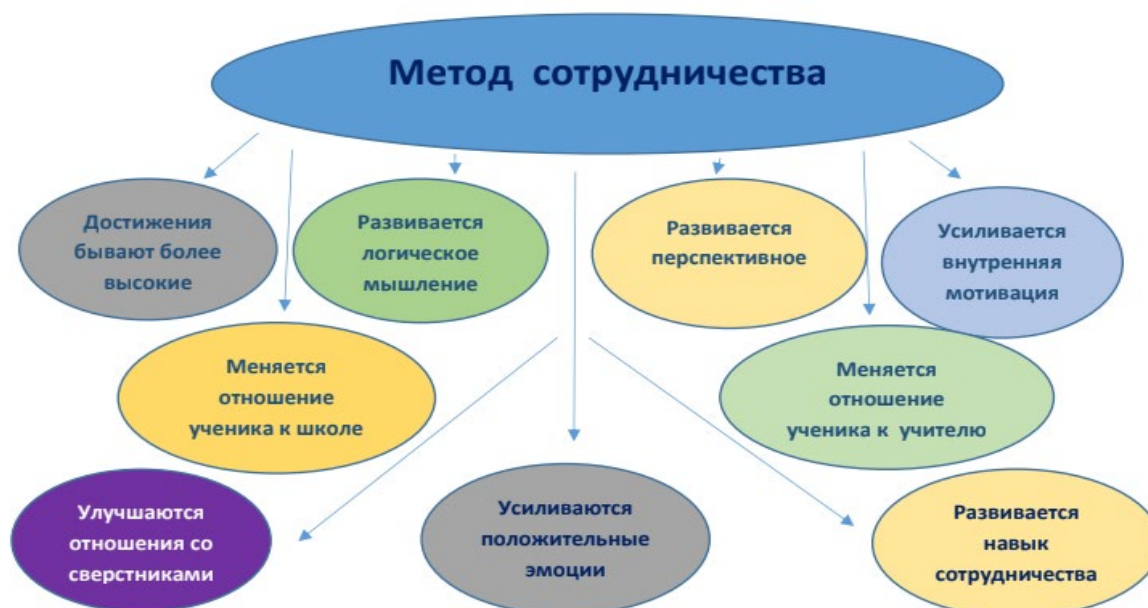 Метод сотрудничества
Достижения
бывают более
высокие
Развивается
логическое
мышление
Развивается
перспективное
Усиливается
внутренняя
мотивация
Меняется
отношение
ученика к школе
Меняется
отношение
ученика к учителю
Улучшаются
отношения со
сверстниками
Усиливаются
положительные
эмоции
Развивается
навык
сотрудничества